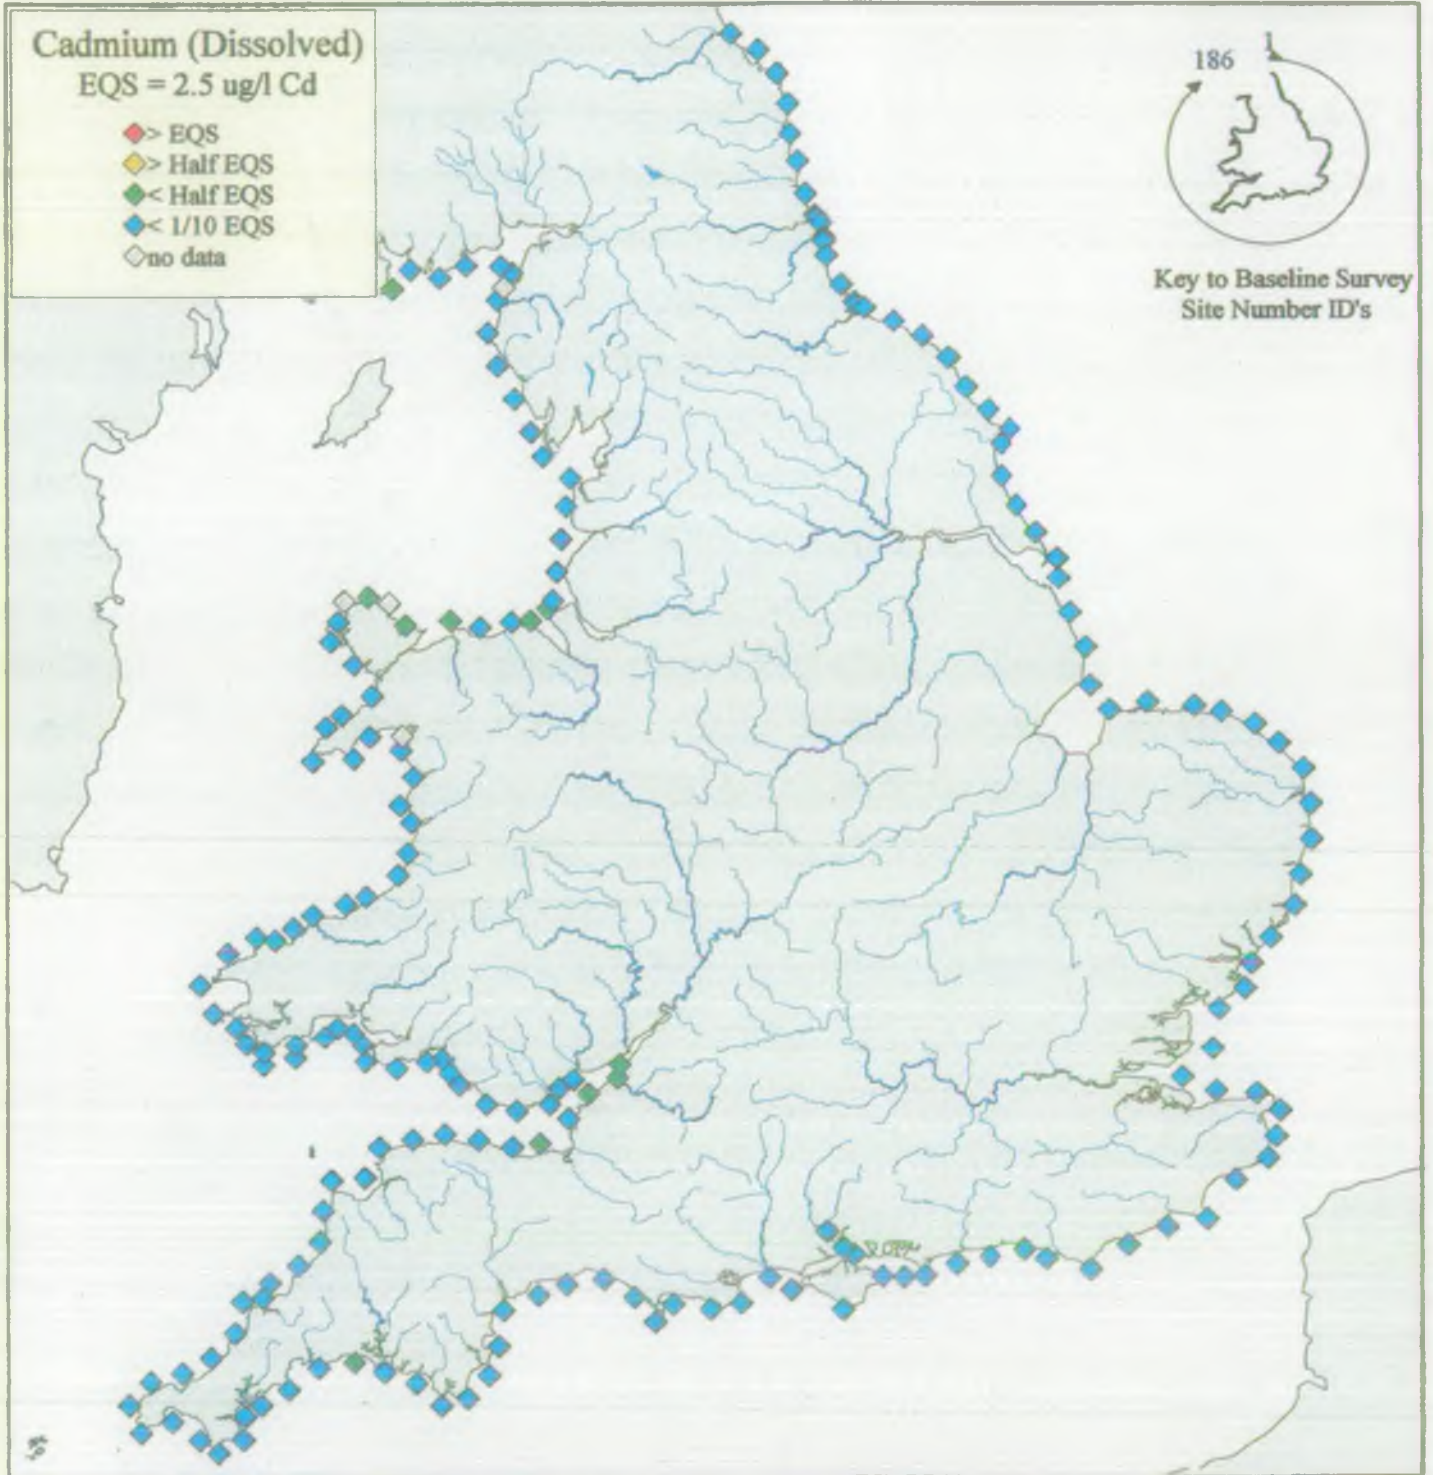 Cadmium (Dissolved)
EQS = 2.5 ug/l Cd
> EQS
> Half EQS
< Half EQS
< 1/10 EQS
no data
1
186
Key to Baseline Survey
Site Number ID's